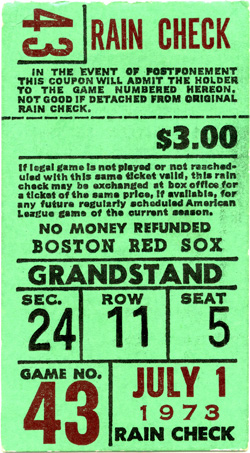 43
RAIN CHECK
IN THE EVENT OF POSTPONEMENT
THIS COUPON WILL ADMIT THE HOLDER
TO THE GAME NUMBERED HEREON.
NOT GOOD IF DETACHED FROM ORIGINAL
RAIN CHECK.
$3.00
If legal game is not played or not resched-
uled with this same ticket valid, this rain
check may be exchanged at box office for
a ticket of the same price, if available, for
any future regularly scheduled American
League game of the current season.
NO MONEY REFUNDED
BOSTON RED SOX
GRANDSTAND
SEC. ROW SEAT
24 11 5
GAME NO.
43
JULY 1
1973
RAIN CHECK